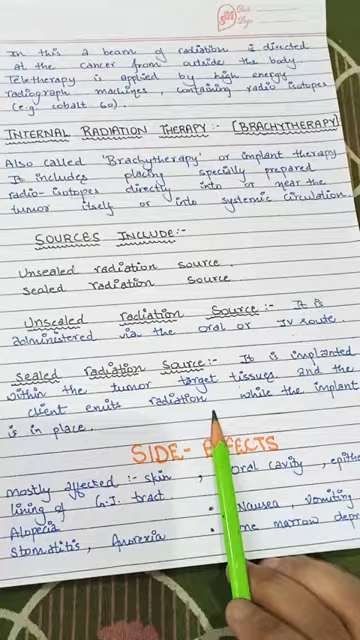 In this a beam of radiation is directed
at the cancer from outside the body
Teletherapy is applied by high energy
radiograph machines, containing radio isotopes
(e.g cobalt 60).
INTERNAL RADIATION THERAPY:- [BRACHYTHERAPY]
Also called 'Brachytherapy' or implant therapy
It includes placing specially prepared
radio-isotopes directly into or near the
tumor itself or into systemic circulation.
SOURCES INCLUDE:-
Unsealed radiation source.
Sealed radiation Source
Unsealed radiation Source:- It is
administered via the oral or IV route.
Sealed radiation Source:- It is implanted
within the tumor target tissues and the
client emits radiation while the implant
is in place.
SIDE-EFFECTS
Mostly affected:- skin, oral cavity,
lining of G.I. tract
Alopecia • Nausea, vomiting
Stomatitis, Anorexia • marrow